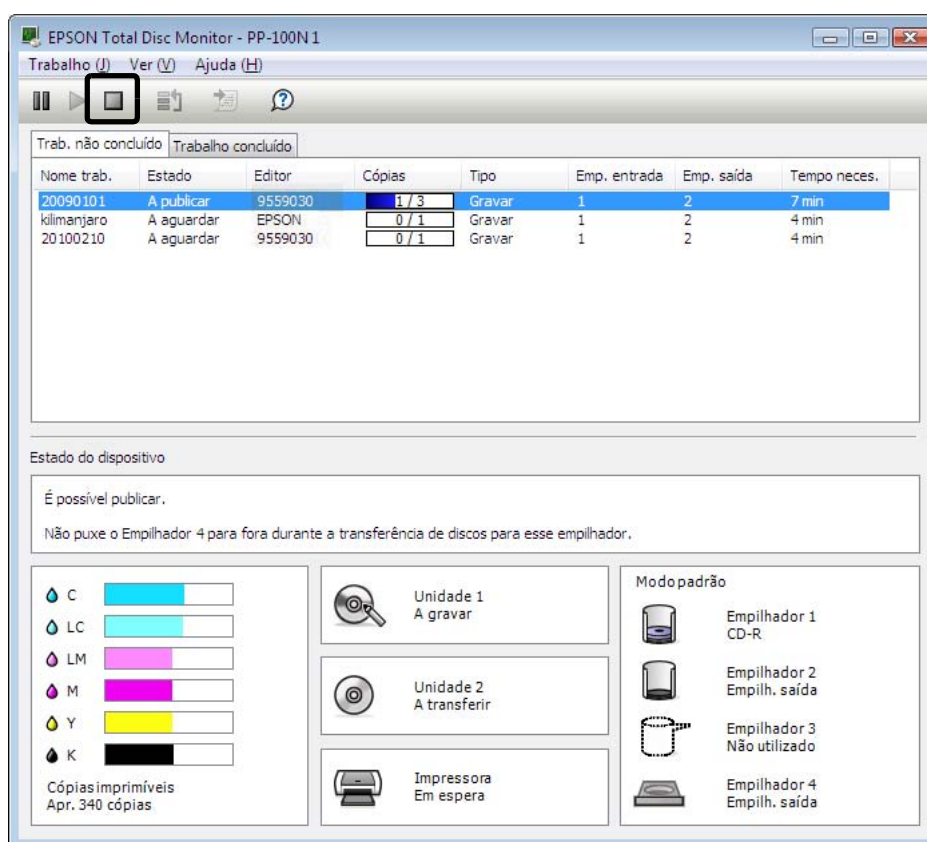 EPSON Total Disc Monitor - PP-100N 1
Trabalho (J) Ver (V) Ajuda (H)
Trab. não concluído Trabalho concluído
Nome trab. Estado Editor Cópias Tipo Emp. entrada Emp. saída Tempo neces.
20090101 A publicar 9559030 1 / 3 Gravar 1 2 7 min
kilimanjaro A aguardar EPSON 0 / 1 Gravar 1 2 4 min
20100210 A aguardar 9559030 0 / 1 Gravar 1 2 4 min
Estado do dispositivo
É possível publicar.
Não puxe o Empilhador 4 para fora durante a transferência de discos para esse empilhador.
C
LC
LM
M
Y
K
Cópias imprimíveis
Apr. 340 cópias
Unidade 1
A gravar
Unidade 2
A transferir
Impressora
Em espera
Modo padrão
Empilhador 1
CD-R
Empilhador 2
Empilh. saída
Empilhador 3
Não utilizado
Empilhador 4
Empilh. saída